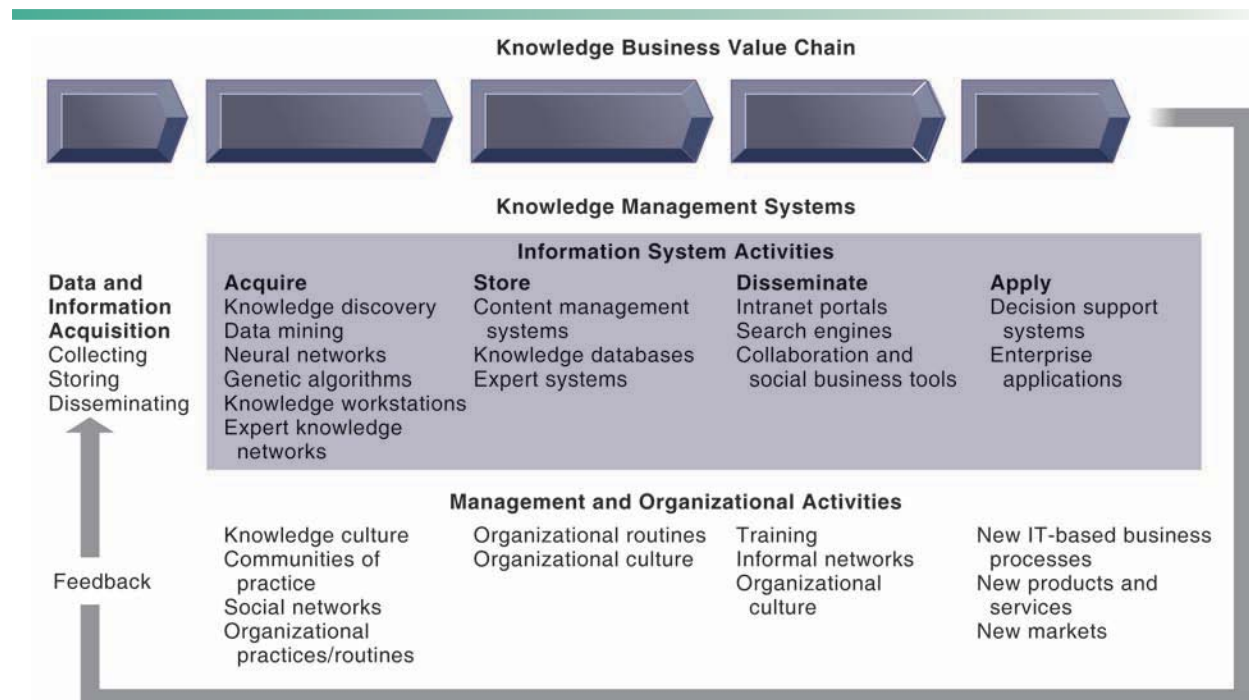 Knowledge Business Value Chain
Knowledge Management Systems
Information System Activities
Data and
Information
Acquisition
Collecting
Storing
Disseminating
Acquire
Knowledge discovery
Data mining
Neural networks
Genetic algorithms
Knowledge workstations
Expert knowledge
networks
Store
Content management
systems
Knowledge databases
Expert systems
Disseminate
Intranet portals
Search engines
Collaboration and
social business tools
Apply
Decision support
systems
Enterprise
applications
Management and Organizational Activities
Feedback
Knowledge culture
Communities of
practice
Social networks
Organizational
practices/routines
Organizational routines
Organizational culture
Training
Informal networks
Organizational
culture
New IT-based business
processes
New products and
services
New markets